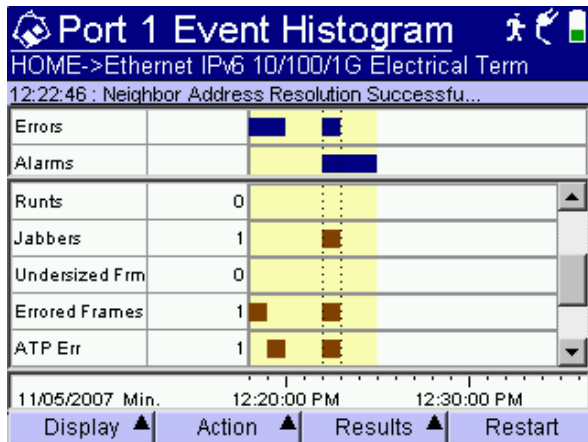 Port 1 Event Histogram
HOME->Ethernet IPv6 10/100/1G Electrical Term
12:22:46 : Neighbor Address Resolution Successfu...
Errors
Alarms
Runts 0
Jabbers 1
Undersized Frm 0
Errored Frames 1
ATP Err 1
11/05/2007 Min. 12:20:00 PM 12:30:00 PM
Display Action Results Restart